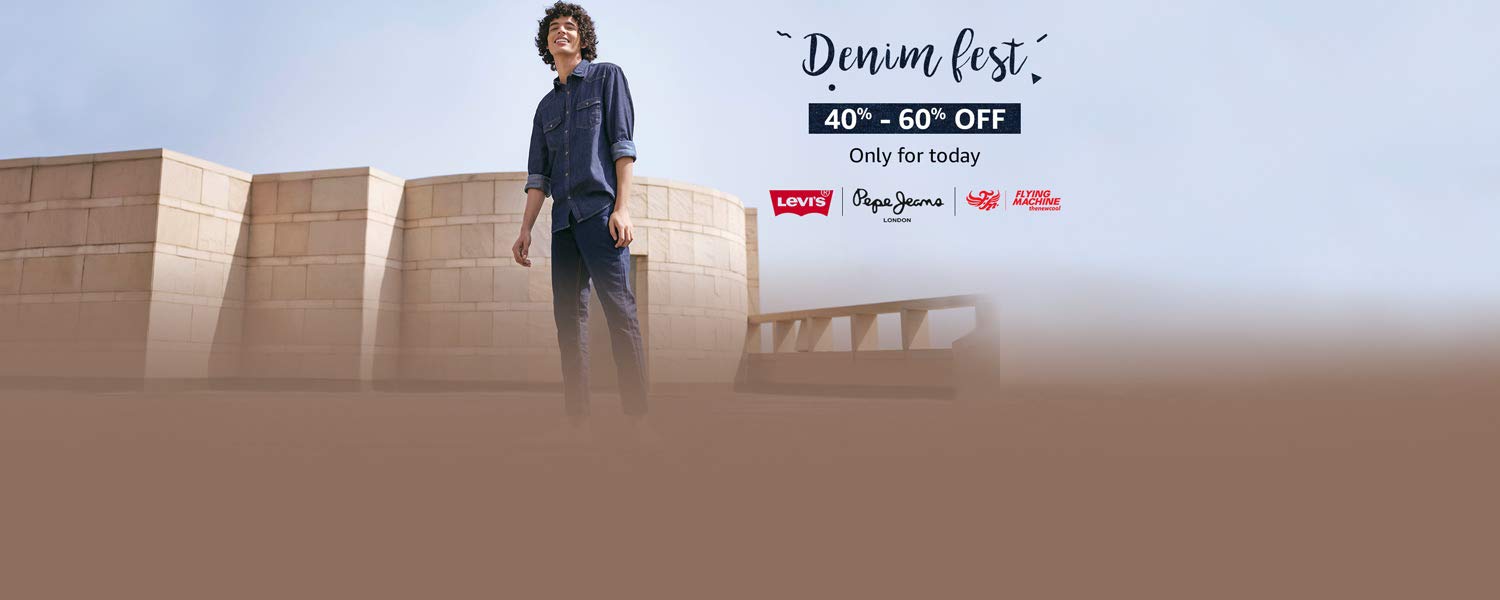 Denim fest
40% - 60% OFF
Only for today
LEVI'S®
Pepe Jeans
LONDON
FLYING
MACHINE
thenewcool